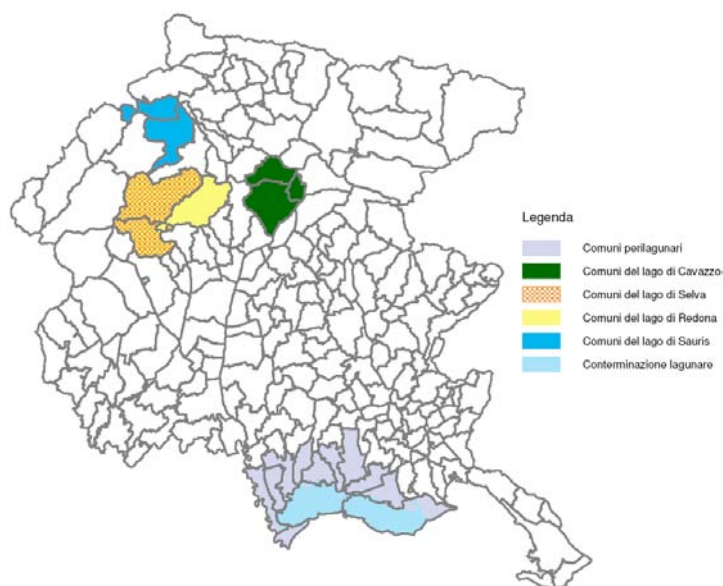 Legenda
Comuni perilagunari
Comuni del lago di Cavazzo
Comuni del lago di Selva
Comuni del lago di Redona
Comuni del lago di Sauris
Conterminazione lagunare